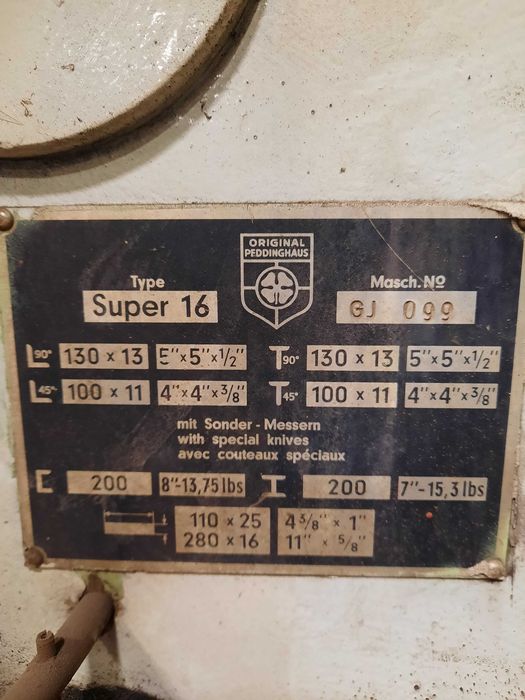 ORIGINAL
PEDDINGHAUS
Type
Super 16
Masch. Nº
GJ 099
90° 130 x 13 5"x5"x½" 90° 130 x 13 5"x5"x½"
45° 100 x 11 4"x4"x⅜" 45° 100 x 11 4"x4"x⅜"
mit Sonder - Messern
with special knives
avec couteaux spéciaux
200 8"-13,75 lbs 200 7"-15,3 lbs
110 x 25 4⅜" x 1"
280 x 16 11" x ⅝"